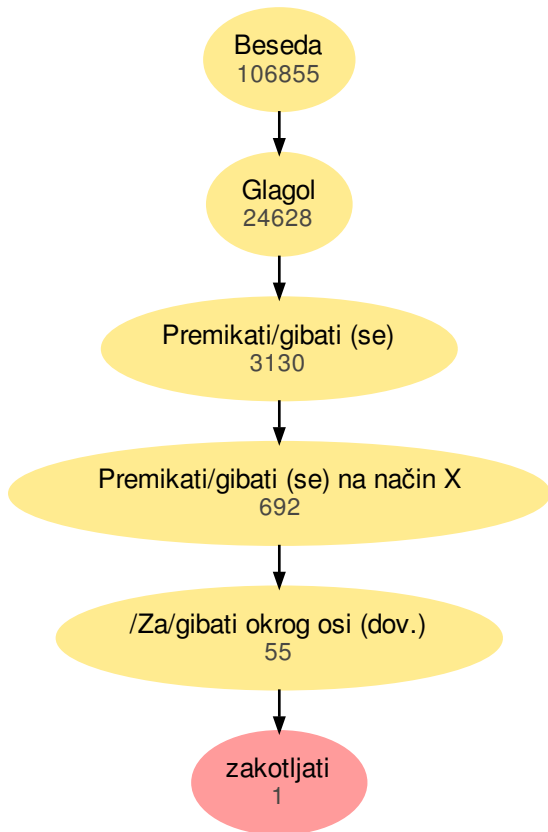 Beseda
106855
Glagol
24628
Premikati/gibati (se)
3130
Premikati/gibati (se) na način X
692
/Za/gibati okrog osi (dov.)
55
zakotljati
1